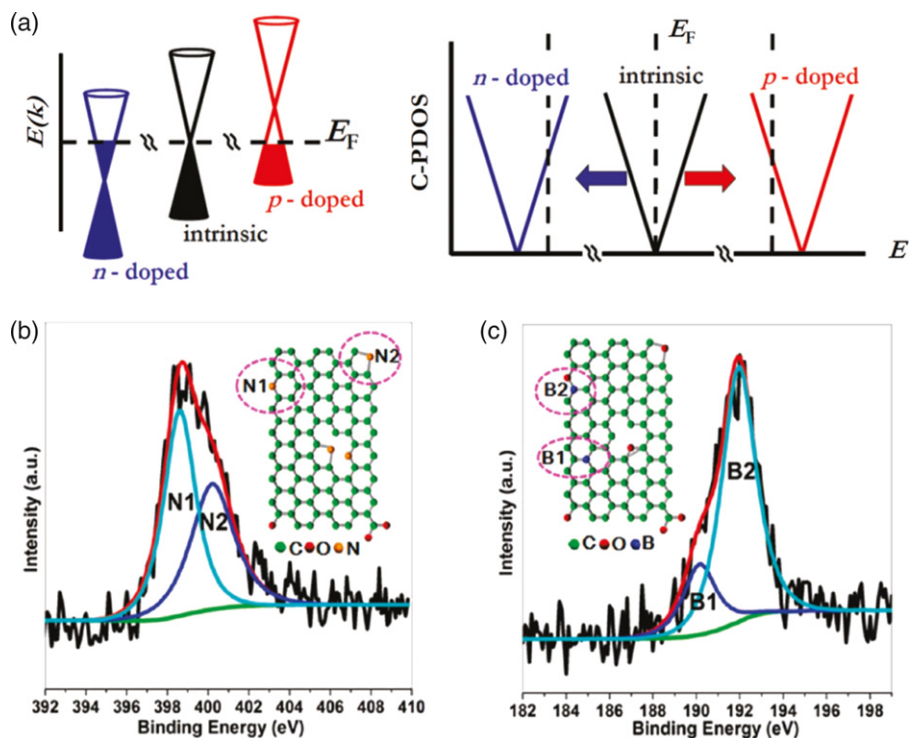 (a)
E(k)
n - doped
intrinsic
p - doped
E_F
C-PDOS
n - doped
intrinsic
E_F
p - doped
E
(b)
Intensity (a.u.)
N1
N2
N1
N2
C O N
392 394 396 398 400 402 404 406 408 410
Binding Energy (eV)
(c)
Intensity (a.u.)
B2
B1
B2
B1
C O B
182 184 186 188 190 192 194 196 198
Binding Energy (eV)